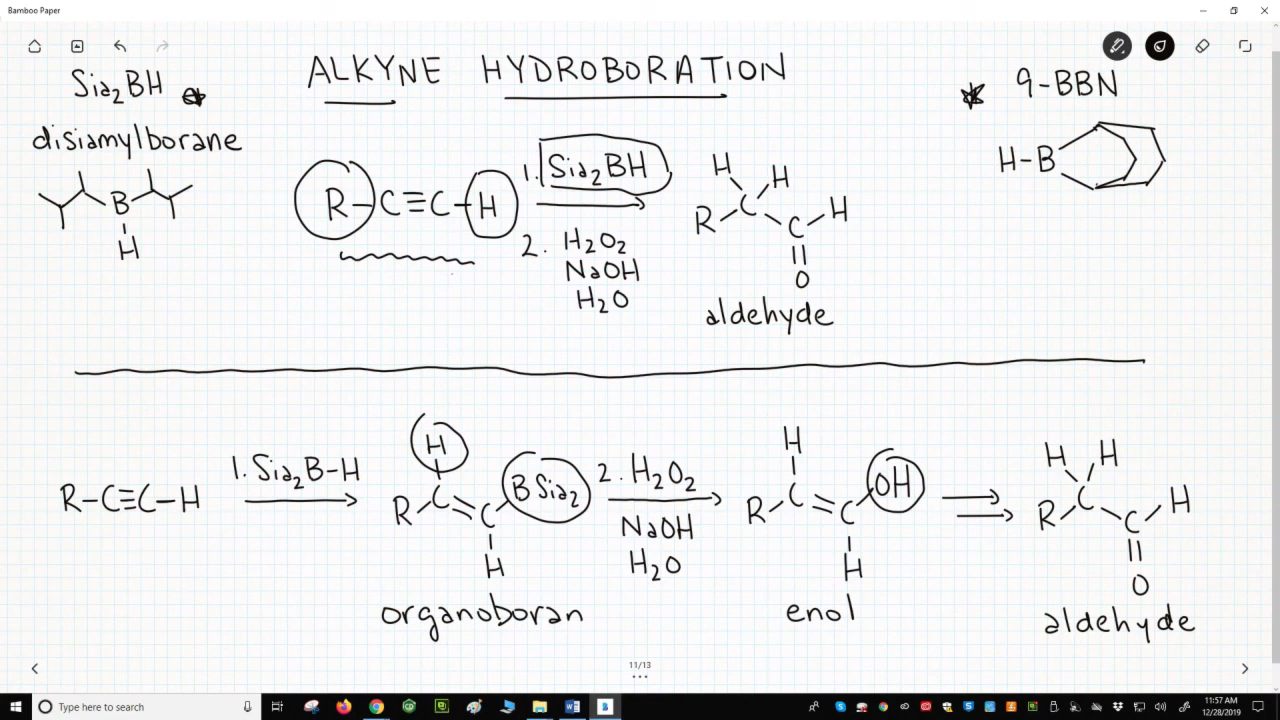 Bamboo Paper
ALKYNE HYDROBORATION
Sia₂BH
disiamylborane
B
H
R-C≡C-H
1. Sia₂BH
2. H₂O₂
NaOH
H₂O
H
H
R C C H
O
aldehyde
9-BBN
H-B
R-C≡C-H
1. Sia₂B-H
H
R C C BSia₂
H
organoboran
2. H₂O₂
NaOH
H₂O
H
R C C OH
H
enol
H H
R C C H
O
aldehyde
11/13
Type here to search
11:57 AM
12/28/2019